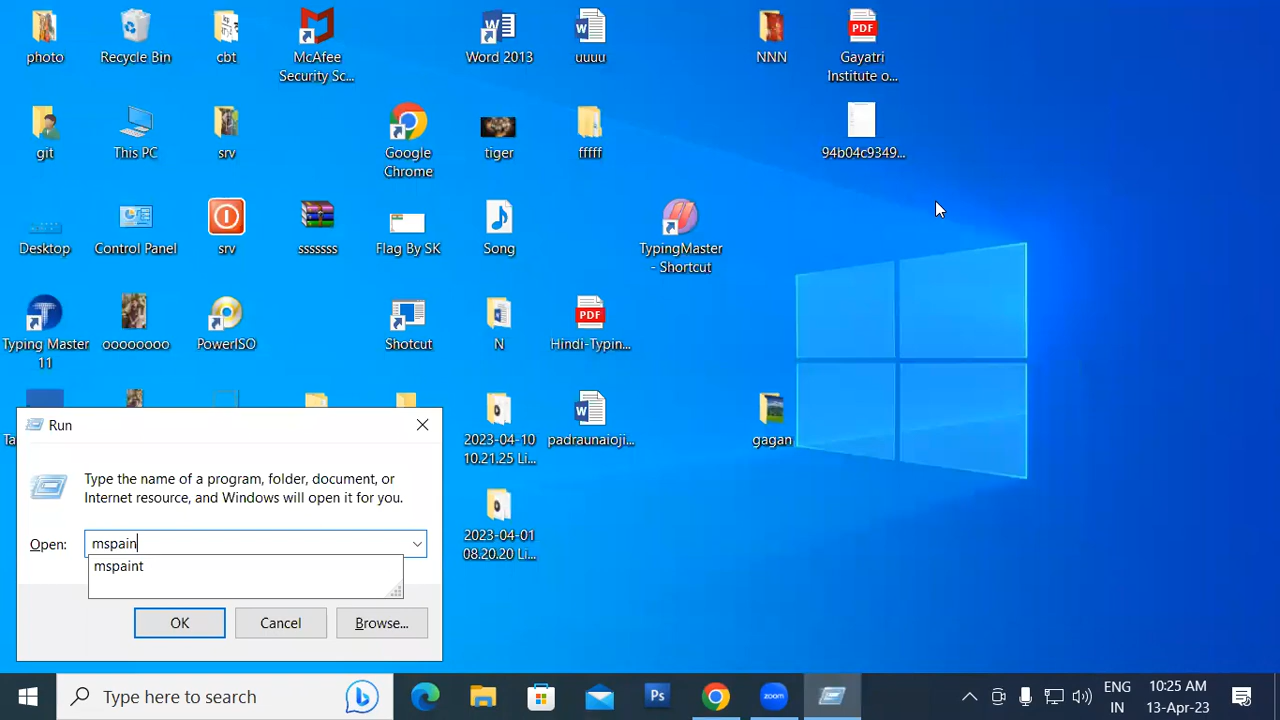 photo
Recycle Bin
cbt
McAfee
Security Sc...
Word 2013
uuuu
NNN
PDF
Gayatri
Institute o...
git
This PC
srv
Google
Chrome
tiger
fffff
94b04c9349...
Desktop
Control Panel
srv
sssssss
Flag By SK
Song
TypingMaster
- Shortcut
Typing Master
11
oooooooo
PowerISO
Shotcut
N
PDF
Hindi-Typin...
Ta
2023-04-10
10.21.25 Li...
padraunaioji...
gagan
2023-04-01
08.20.20 Li...
Run
Type the name of a program, folder, document, or
Internet resource, and Windows will open it for you.
Open:
mspain
mspaint
OK
Cancel
Browse...
Type here to search
Ps
zoom
ENG
IN
10:25 AM
13-Apr-23